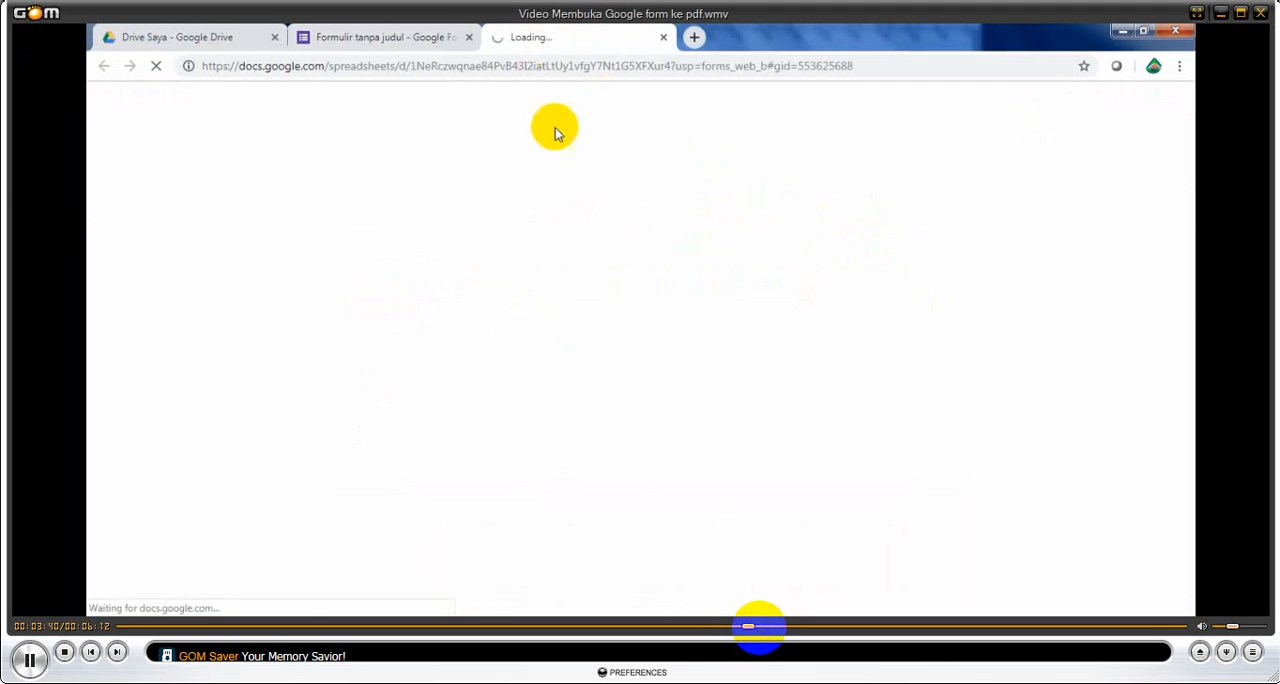 GOM
Video Membuka Google form ke pdf.wmv
Drive Saya - Google Drive
Formulir tanpa judul - Google Fo
Loading...
https://docs.google.com/spreadsheets/d/1NeRczwqnae84PvB43I2iatLtUy1vfgY7Nt1G5XFXur4?usp=forms_web_b#gid=553625688
Waiting for docs.google.com...
00:03:40/00:06:12
GOM Saver Your Memory Savior!
PREFERENCES